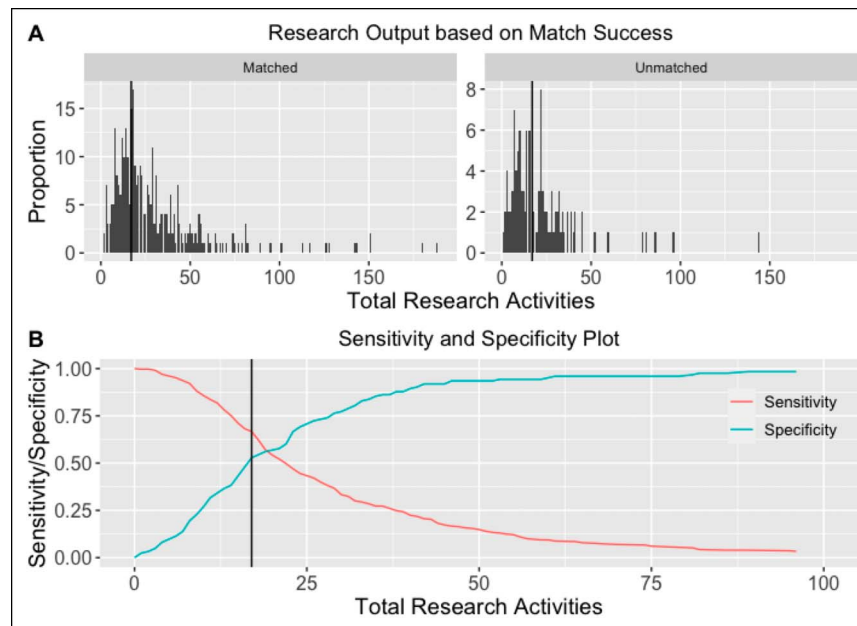 A
Research Output based on Match Success
Matched
Unmatched
Proportion
15
10
5
0
8
6
4
2
0
0 50 100 150
0 50 100 150
Total Research Activities
B
Sensitivity and Specificity Plot
Sensitivity/Specificity
1.00
0.75
0.50
0.25
0.00
Sensitivity
Specificity
0 25 50 75 100
Total Research Activities